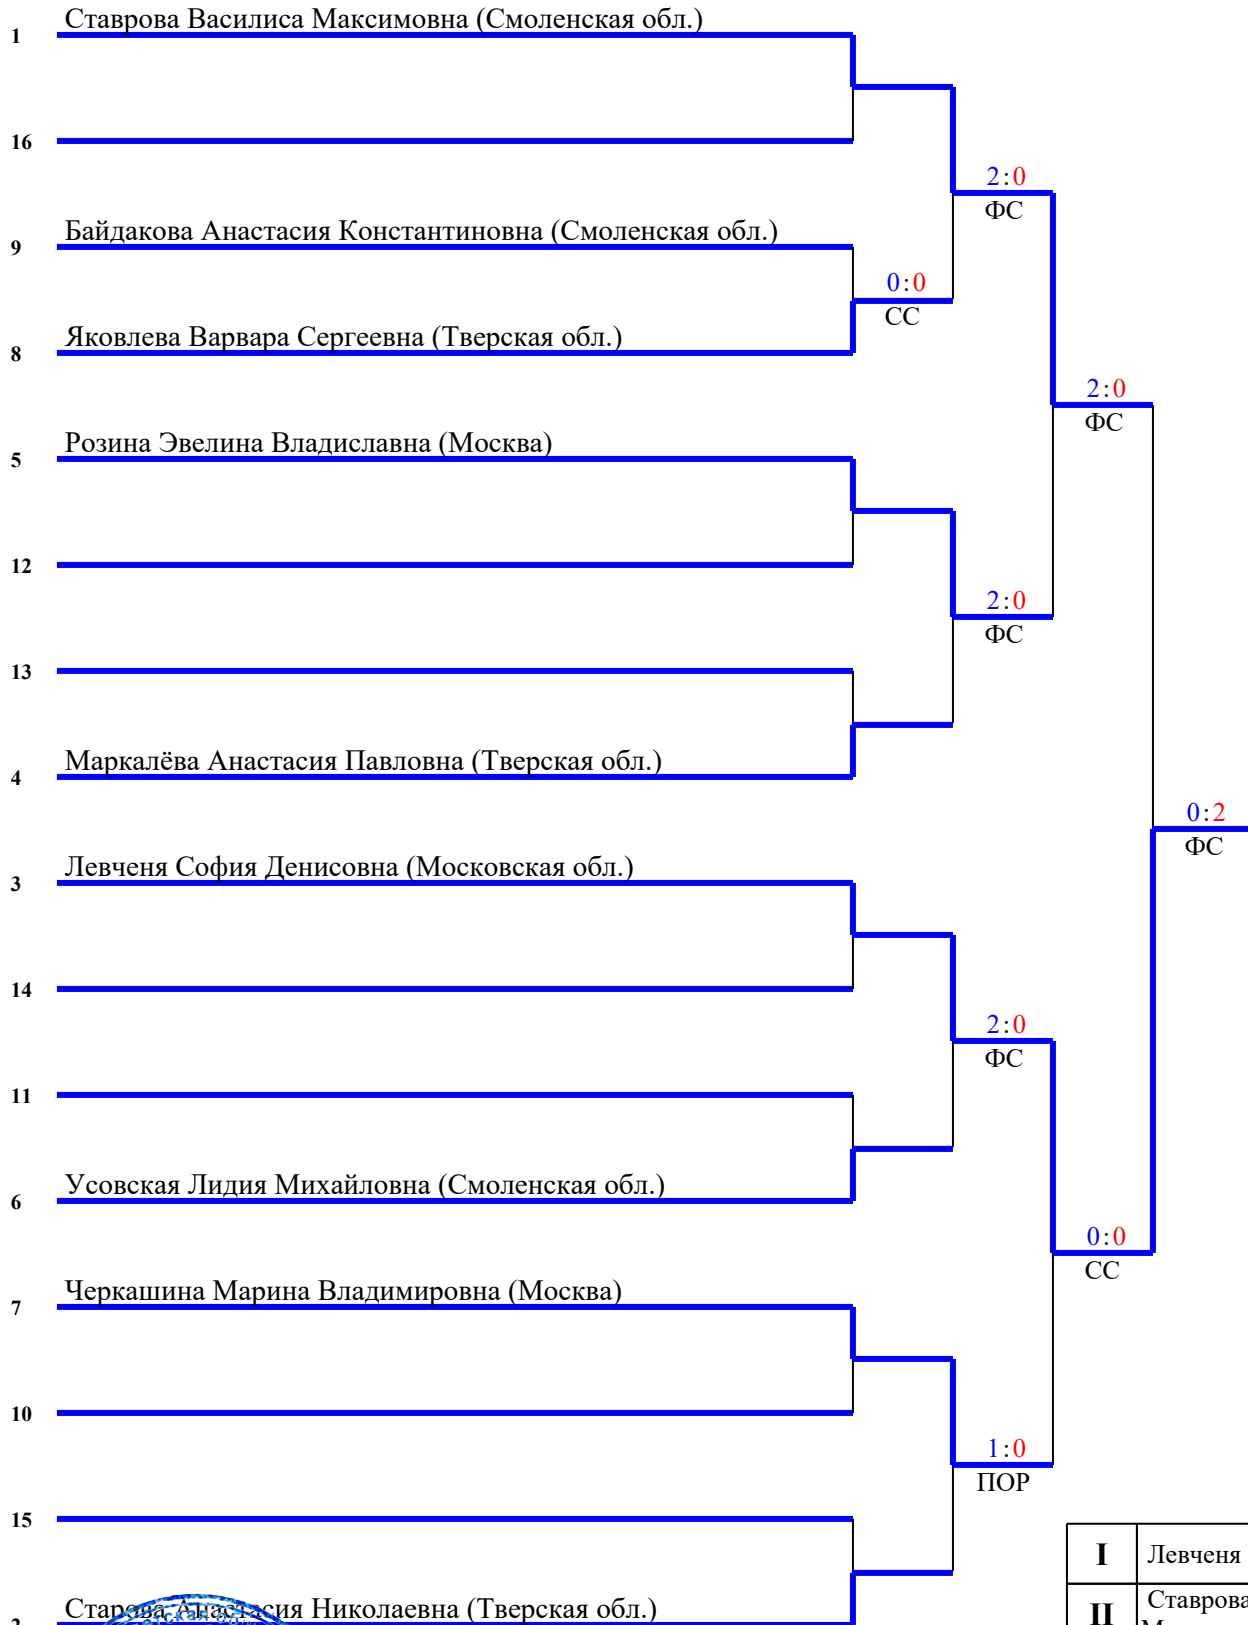 Ставрова Василиса Максимовна (Смоленская обл.)
1
16
2:0
ФС
Байдакова Анастасия Константиновна (Смоленская обл.)
9
0:0
СС
Яковлева Варвара Сергеевна (Тверская обл.)
8
2:0
ФС
Розина Эвелина Владиславна (Москва)
5
12
2:0
ФС
13
Маркалёва Анастасия Павловна (Тверская обл.)
4
0:2
ФС
Левченя София Денисовна (Московская обл.)
3
14
2:0
ФС
11
Усовская Лидия Михайловна (Смоленская обл.)
6
0:0
СС
Черкашина Марина Владимировна (Москва)
7
10
1:0
ПОР
15
I Левченя
Старова Анастасия Николаевна (Тверская обл.)
II Ставрова